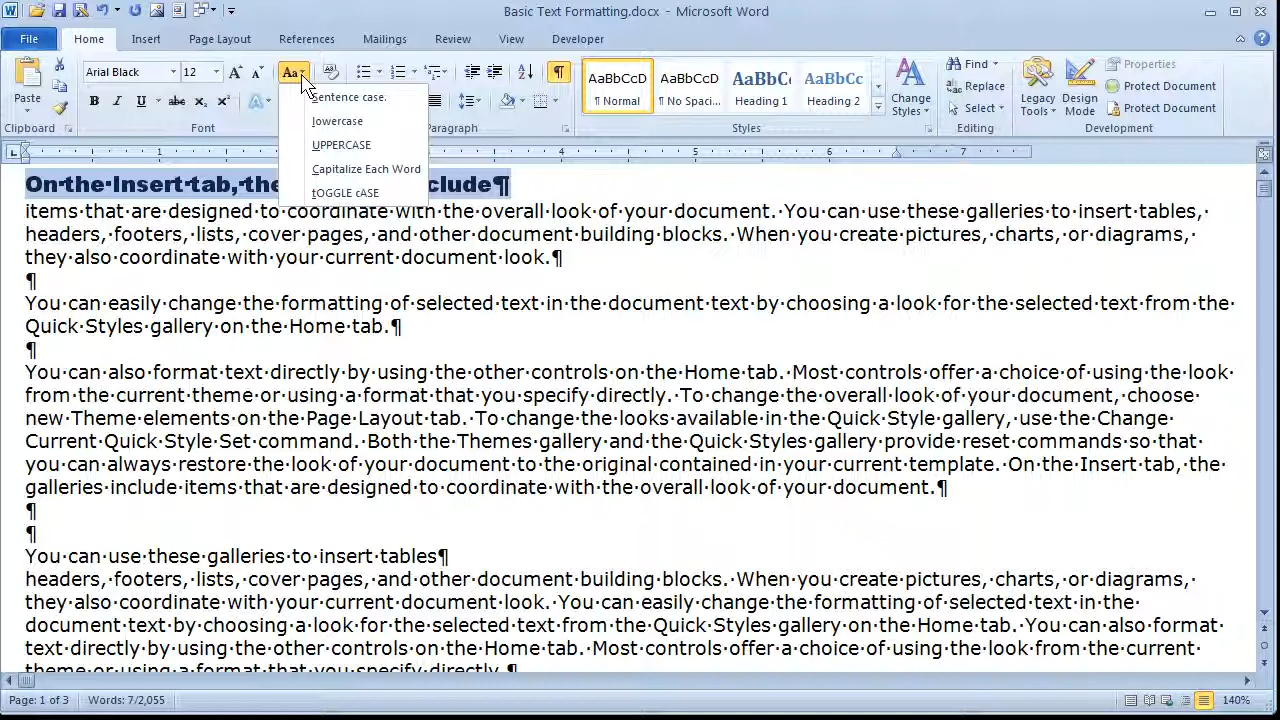 Basic Text Formatting.docx - Microsoft Word
File Home Insert Page Layout References Mailings Review View Developer
Arial Black 12 Aa AaBbCcD AaBbCcD AaBbC AaBbCc Find Properties
Replace Protect Document
Paste B I U abc x₂ x² A ¶ Normal ¶ No Spaci... Heading 1 Heading 2 Change Styles Select Legacy Tools Design Mode Protect Document
Clipboard Font Paragraph Styles Editing Development
Sentence case.
lowercase
UPPERCASE
Capitalize Each Word
tOGGLE cASE
1 4 5 6 7
On·the·Insert·tab,·the clude¶
items·that·are·designed·to·coordinate·with·the·overall·look·of·your·document.·You·can·use·these·galleries·to·insert·tables,·
headers,·footers,·lists,·cover·pages,·and·other·document·building·blocks.·When·you·create·pictures,·charts,·or·diagrams,·
they·also·coordinate·with·your·current·document·look.¶
¶
You·can·easily·change·the·formatting·of·selected·text·in·the·document·text·by·choosing·a·look·for·the·selected·text·from·the·
Quick·Styles·gallery·on·the·Home·tab.¶
¶
You·can·also·format·text·directly·by·using·the·other·controls·on·the·Home·tab.·Most·controls·offer·a·choice·of·using·the·look·
from·the·current·theme·or·using·a·format·that·you·specify·directly.·To·change·the·overall·look·of·your·document,·choose·
new·Theme·elements·on·the·Page·Layout·tab.·To·change·the·looks·available·in·the·Quick·Style·gallery,·use·the·Change·
Current·Quick·Style·Set·command.·Both·the·Themes·gallery·and·the·Quick·Styles·gallery·provide·reset·commands·so·that·
you·can·always·restore·the·look·of·your·document·to·the·original·contained·in·your·current·template.·On·the·Insert·tab,·the·
galleries·include·items·that·are·designed·to·coordinate·with·the·overall·look·of·your·document.¶
¶
¶
You·can·use·these·galleries·to·insert·tables¶
headers,·footers,·lists,·cover·pages,·and·other·document·building·blocks.·When·you·create·pictures,·charts,·or·diagrams,·
they·also·coordinate·with·your·current·document·look.·You·can·easily·change·the·formatting·of·selected·text·in·the·
document·text·by·choosing·a·look·for·the·selected·text·from·the·Quick·Styles·gallery·on·the·Home·tab.·You·can·also·format·
text·directly·by·using·the·other·controls·on·the·Home·tab.·Most·controls·offer·a·choice·of·using·the·look·from·the·current·
theme·or·using·a·format·that·you·specify·directly.¶
Page: 1 of 3 Words: 7/2,055 140%